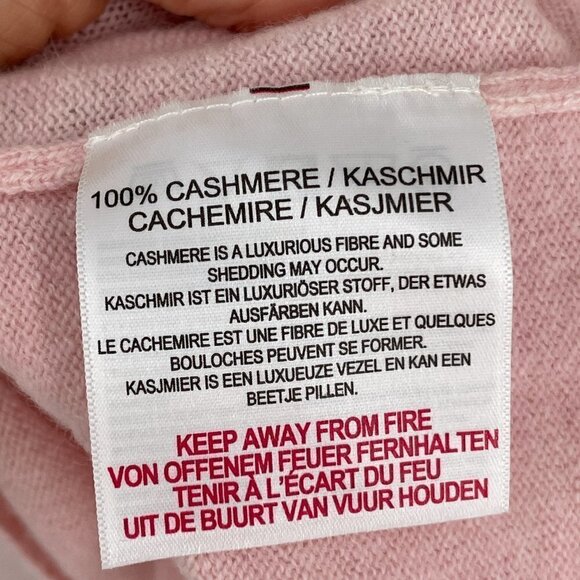 100% CASHMERE / KASCHMIR
CACHEMIRE / KASJMIER
CASHMERE IS A LUXURIOUS FIBRE AND SOME
SHEDDING MAY OCCUR.
KASCHMIR IST EIN LUXURIÖSER STOFF, DER ETWAS
AUSFÄRBEN KANN.
LE CACHEMIRE EST UNE FIBRE DE LUXE ET QUELQUES
BOULOCHES PEUVENT SE FORMER.
KASJMIER IS EEN LUXUEUZE VEZEL EN KAN EEN
BEETJE PILLEN.
KEEP AWAY FROM FIRE
VON OFFENEM FEUER FERNHALTEN
TENIR À L'ÉCART DU FEU
UIT DE BUURT VAN VUUR HOUDEN